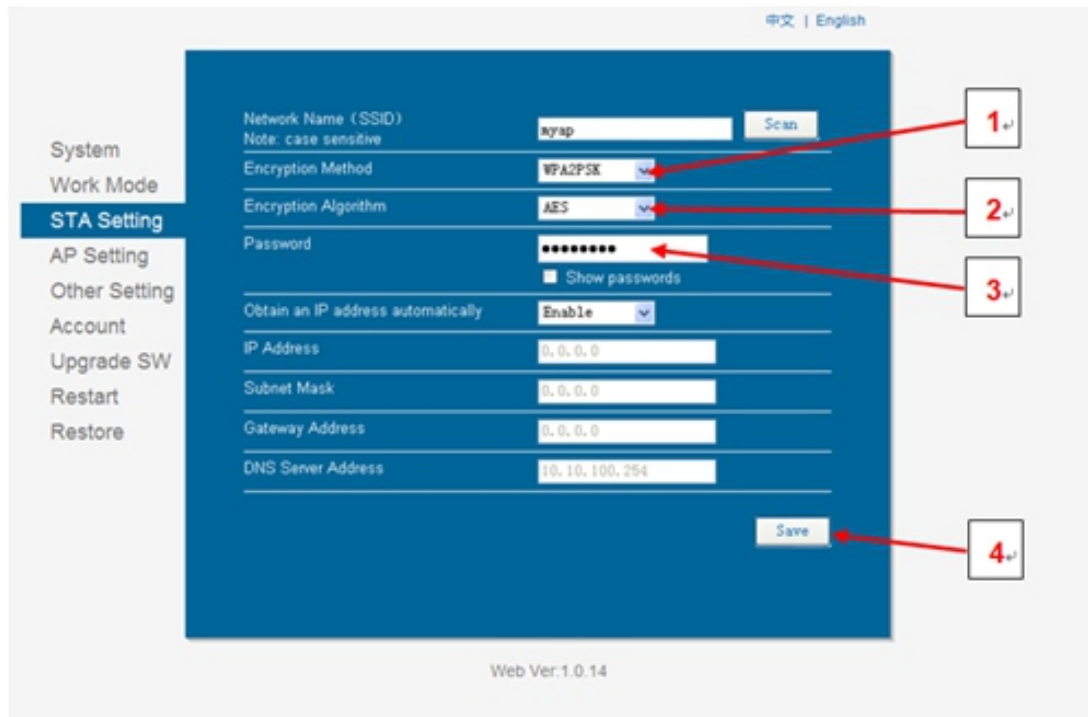 中文 | English
System
Work Mode
STA Setting
AP Setting
Other Setting
Account
Upgrade SW
Restart
Restore
Network Name (SSID)
Note: case sensitive
myap
Scan
Encryption Method
WPA2PSK
Encryption Algorithm
AES
Password
●●●●●●●●
Show passwords
Obtain an IP address automatically
Enable
IP Address
0.0.0.0
Subnet Mask
0.0.0.0
Gateway Address
0.0.0.0
DNS Server Address
10.10.100.254
Save
1
2
3
4
Web Ver:1.0.14